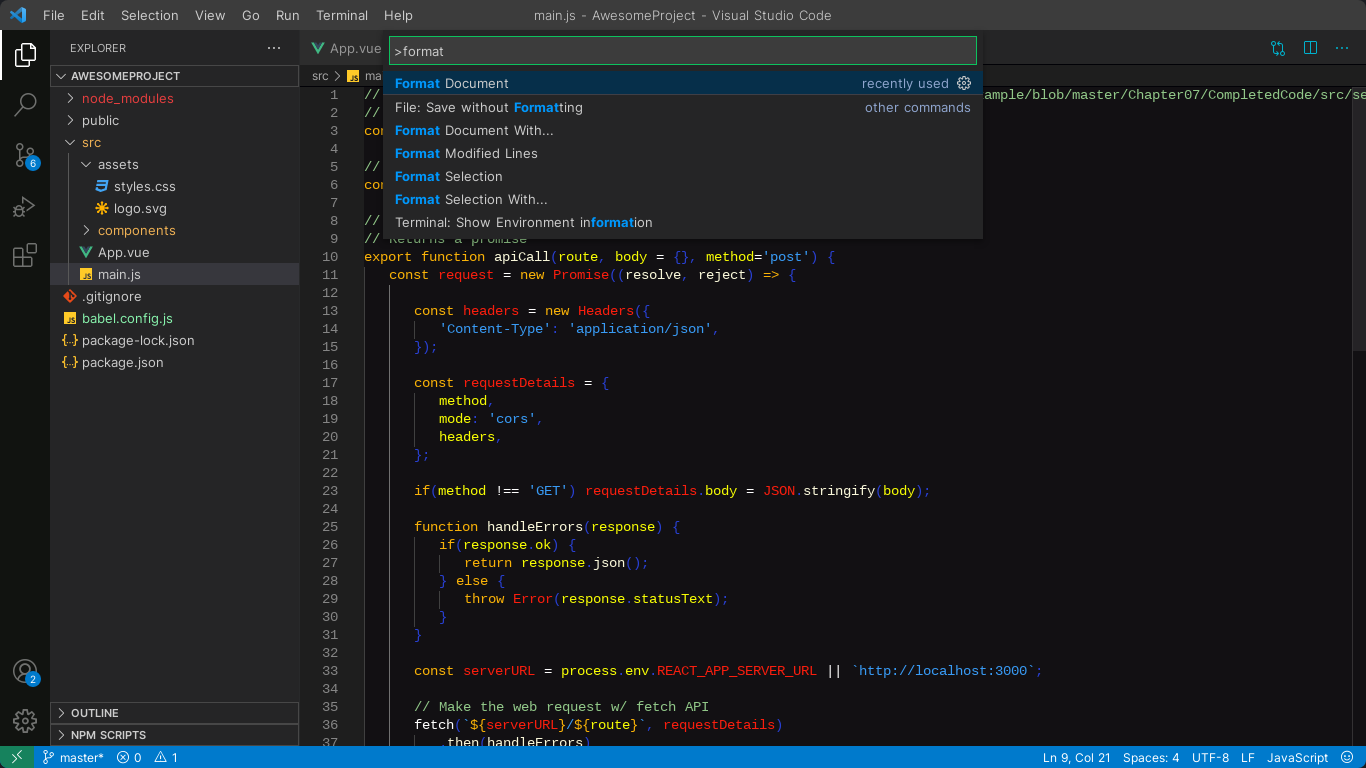 File Edit Selection View Go Run Terminal Help
main.js - AwesomeProject - Visual Studio Code
EXPLORER
AWESOMEPROJECT
node_modules
public
src
assets
styles.css
logo.svg
components
App.vue
main.js
.gitignore
babel.config.js
package-lock.json
package.json
OUTLINE
NPM SCRIPTS
6
2
App.vue
>format
Format Document recently used
File: Save without Formatting other commands
Format Document With...
Format Modified Lines
Format Selection
Format Selection With...
Terminal: Show Environment information
src > JS
1 // ample/blob/master/Chapter07/CompletedCode/src/se
2 //
3
4
5 //
6
7
8 //
9 // Returns a promise
10 export function apiCall(route, body = {}, method='post') {
11 const request = new Promise((resolve, reject) => {
12
13 const headers = new Headers({
14 'Content-Type': 'application/json',
15 });
16
17 const requestDetails = {
18 method,
19 mode: 'cors',
20 headers,
21 };
22
23 if(method !== 'GET') requestDetails.body = JSON.stringify(body);
24
25 function handleErrors(response) {
26 if(response.ok) {
27 return response.json();
28 } else {
29 throw Error(response.statusText);
30 }
31 }
32
33 const serverURL = process.env.REACT_APP_SERVER_URL || `http://localhost:3000`;
34
35 // Make the web request w/ fetch API
36 fetch(`${serverURL}/${route}`, requestDetails)
37 .then(handleErrors)
master* 0 1
Ln 9, Col 21 Spaces: 4 UTF-8 LF JavaScript